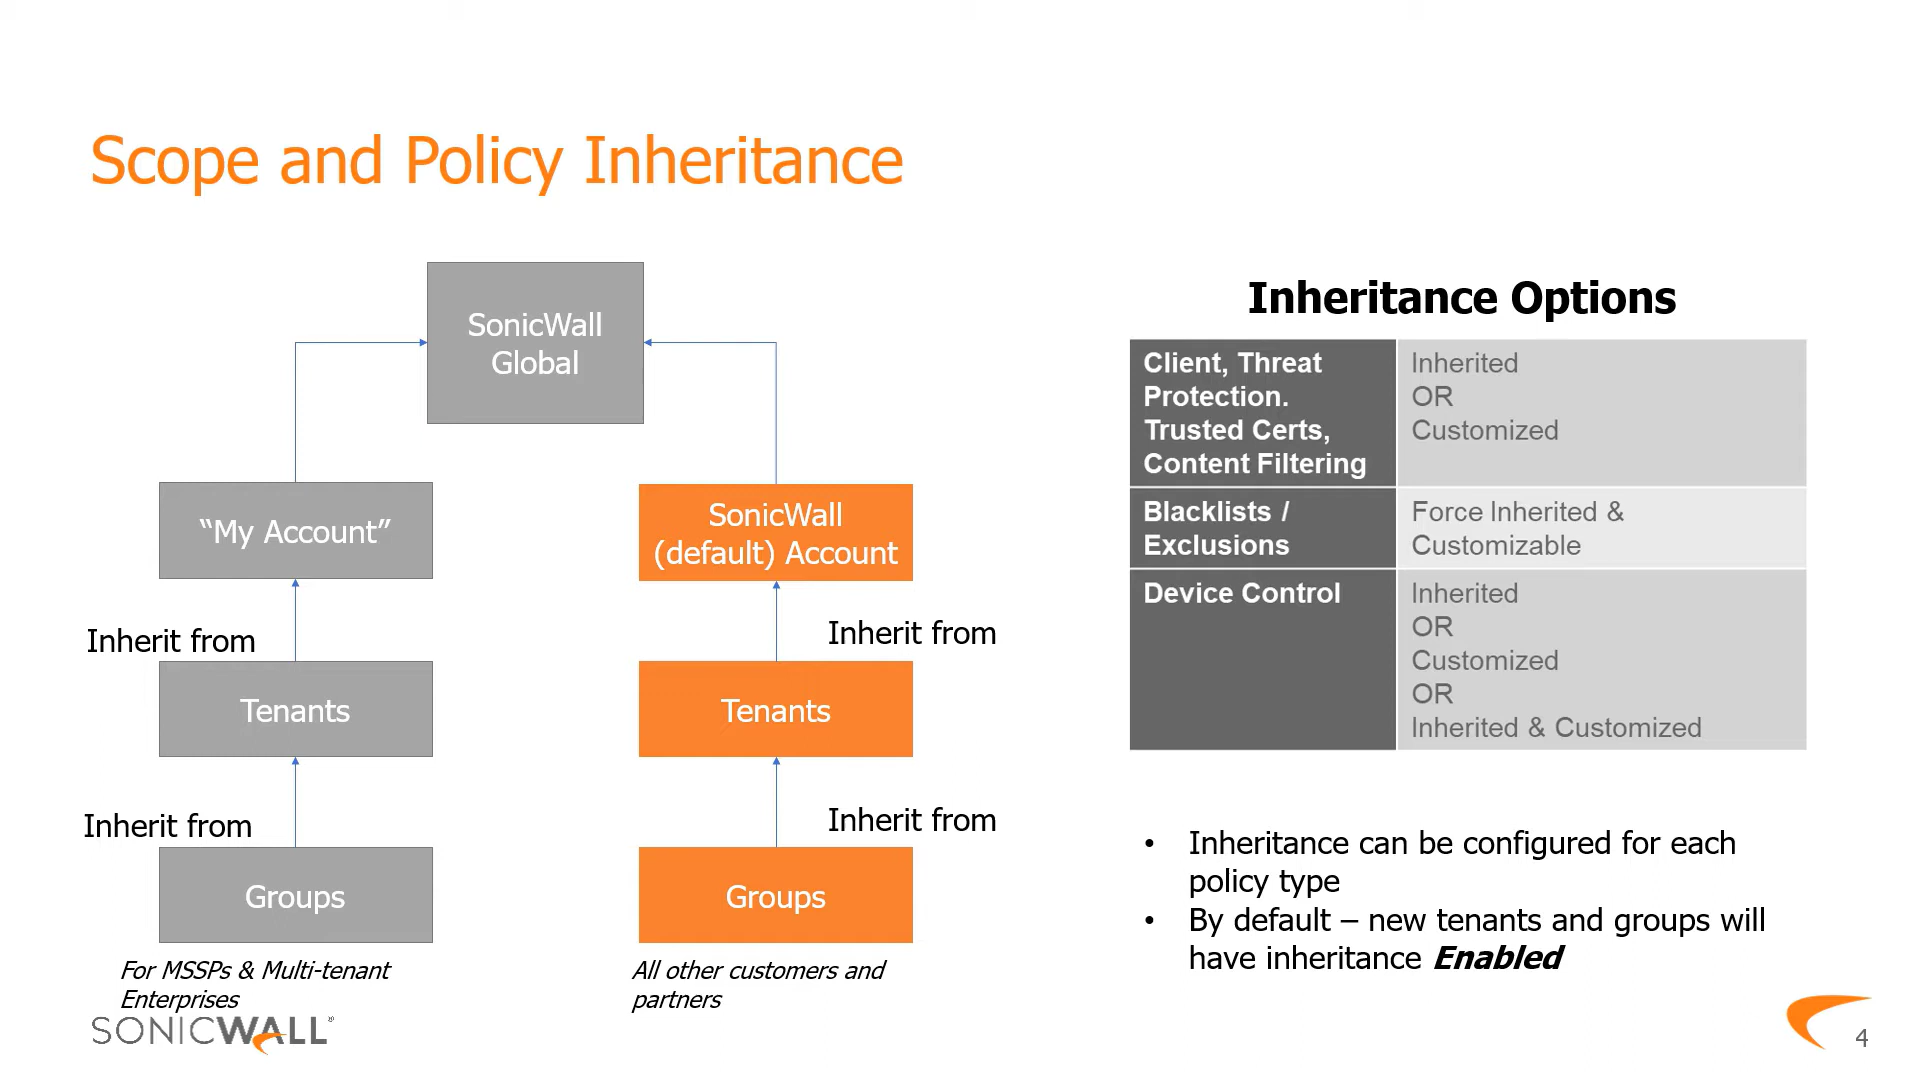 Scope and Policy Inheritance
SonicWall
Global
“My Account”
SonicWall
(default) Account
Inherit from
Inherit from
Tenants
Tenants
Inherit from
Inherit from
Groups
Groups
For MSSPs & Multi-tenant
Enterprises
All other customers and
partners
Inheritance Options
Client, Threat
Protection.
Trusted Certs,
Content Filtering
Inherited
OR
Customized
Blacklists /
Exclusions
Force Inherited &
Customizable
Device Control
Inherited
OR
Customized
OR
Inherited & Customized
• Inheritance can be configured for each
policy type
• By default – new tenants and groups will
have inheritance Enabled
SONICWALL®
4